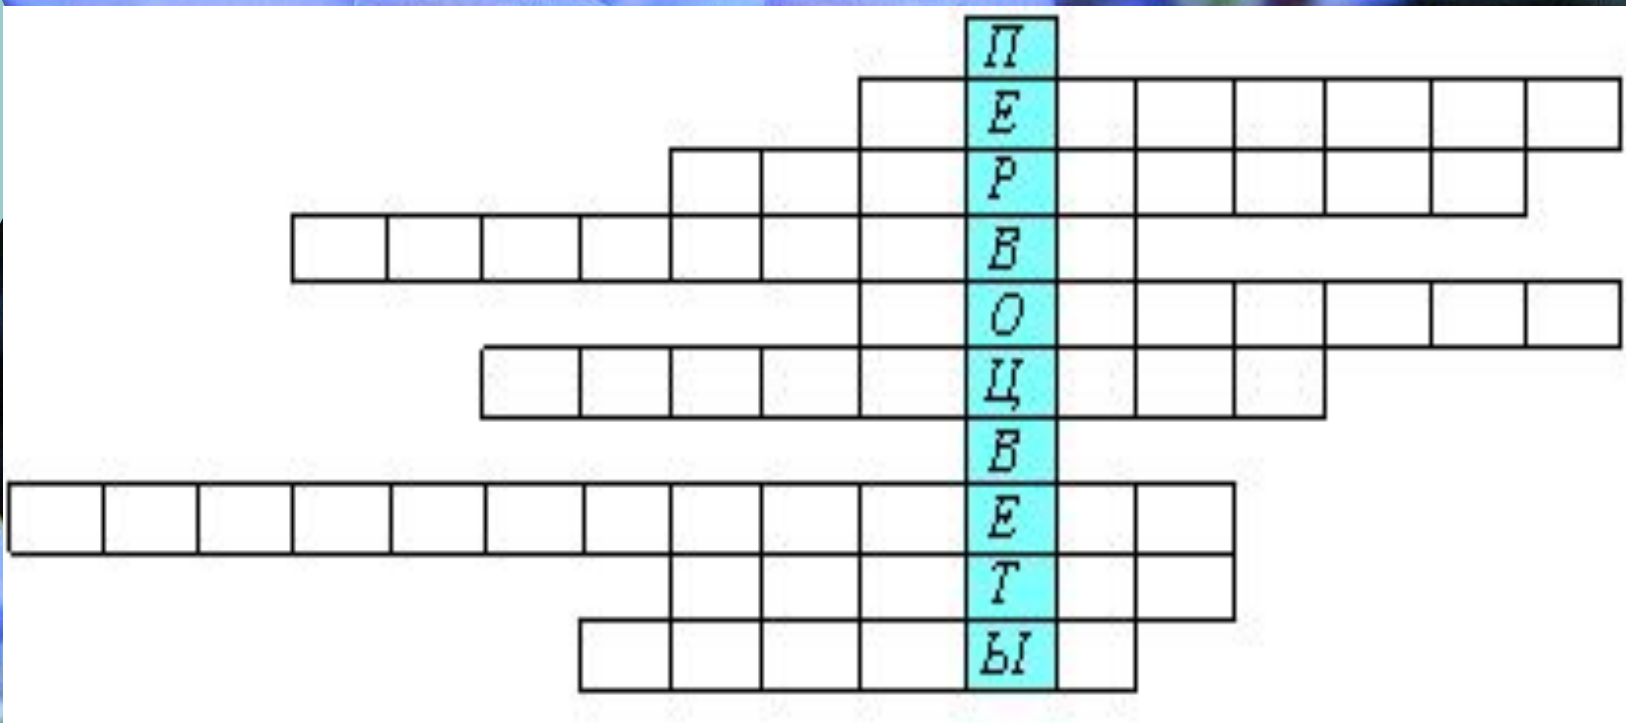 П
Е
Р
В
О
Ц
В
Е
Т
Ы